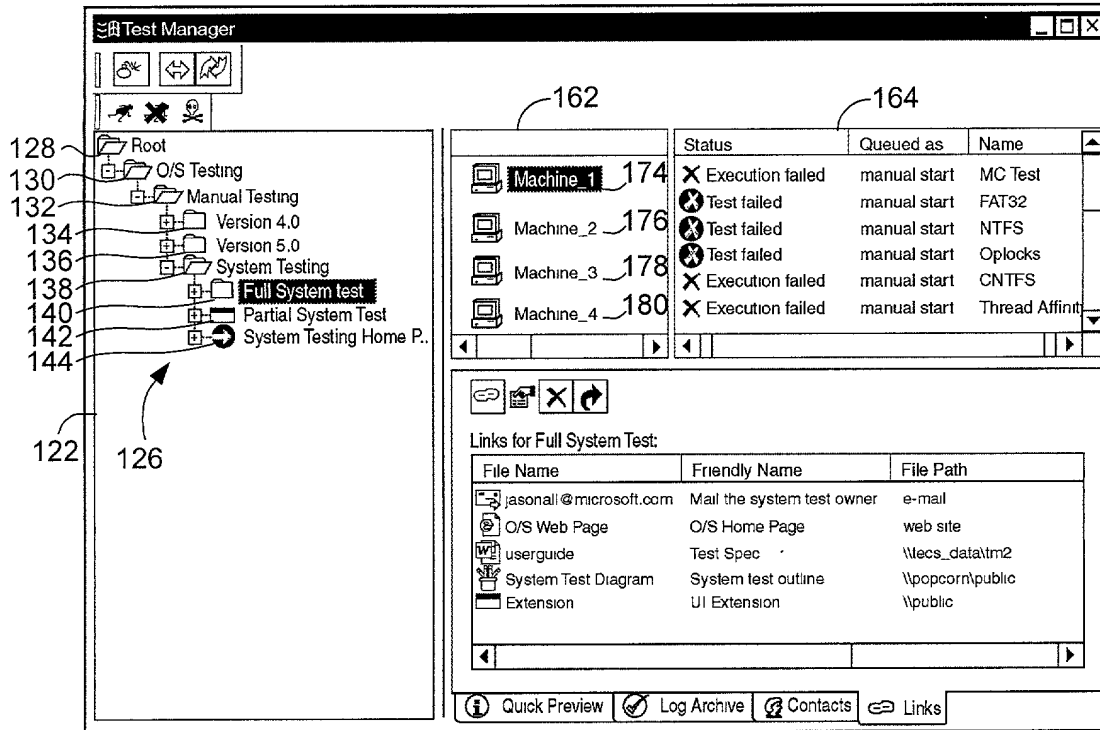 Test Manager
162
164
128
Root
130
O/S Testing
132
Manual Testing
134
Version 4.0
136
Version 5.0
138
System Testing
140
Full System test
142
Partial System Test
144
System Testing Home P..
122
126
Machine_1
174
Machine_2
176
Machine_3
178
Machine_4
180
Status Queued as Name
Execution failed manual start MC Test
Test failed manual start FAT32
Test failed manual start NTFS
Test failed manual start Oplocks
Execution failed manual start CNTFS
Execution failed manual start Thread Affinit
Links for Full System Test:
File Name Friendly Name File Path
jasonall@microsoft.com Mail the system test owner e-mail
O/S Web Page O/S Home Page web site
userguide Test Spec \\tecs_data\tm2
System Test Diagram System test outline \\popcorn\public
Extension UI Extension \\public
Quick Preview Log Archive Contacts Links